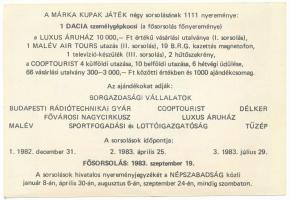 A MÁRKA KUPAK JÁTÉK négy sorsolásának 1111 nyereménye:
1 DACIA személygépkocsi (a fősorsolás főnyereménye)
a LUXUS ÁRUHÁZ 10 000,— Ft értékű vásárlási utalványa (I. sorsolás),
1 MALÉV AIR TOURS utazás (II. sorsolás), 19 B.R.G. kazettás magnetofon,
1 televízió készülék (III. sorsolás), 2 hűtőszekrény,
a COOPTOURIST 4 külföldi utazása, 10 belföldi utazása, 6 hétvégi üdülése,
66 vásárlási utalvány 300—3 000,— Ft közötti értékben és 1000 ajándékcsomag.
Az ajándékokat adják:
SORGAZDASÁGI VÁLLALATOK
BUDAPESTI RÁDIÓTECHNIKAI GYÁR COOPTOURIST DÉLKER
FŐVÁROSI NAGYCIRKUSZ LUXUS ÁRUHÁZ
MALÉV SPORTFOGADÁSI és LOTTÓIGAZGATÓSÁG TÜZÉP
A sorsolások időpontja:
1. 1982. december 31. 2. 1983. április 25. 3. 1983. július 29.
FŐSORSOLÁS: 1983. szeptember 19.
A sorsolások hivatalos nyereményjegyzékét a NÉPSZABADSÁG közli
január 8-án, április 30-án, augusztus 6-án, szeptember 24-én, mindig szombaton.